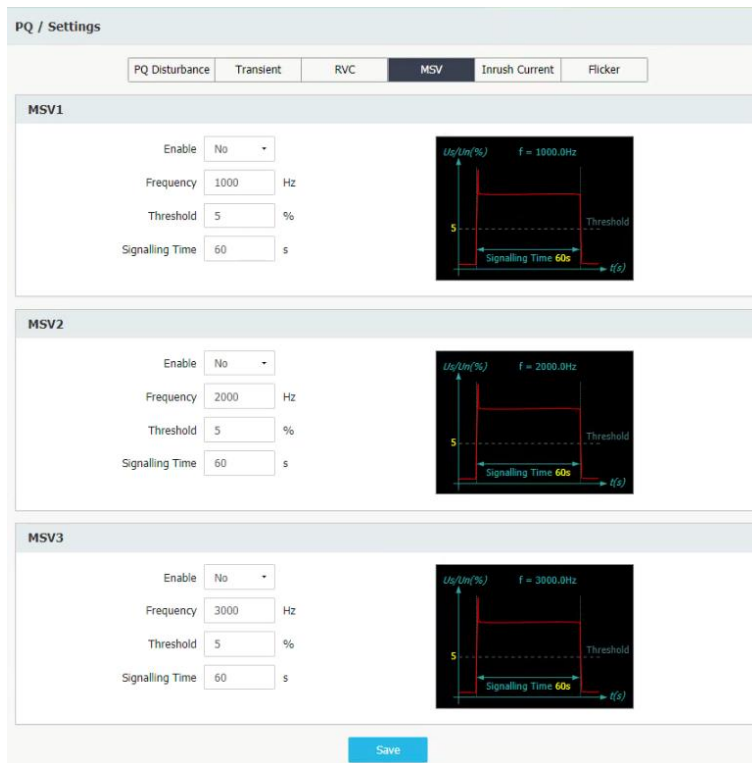 PQ / Settings
PQ Disturbance Transient RVC MSV Inrush Current Flicker
MSV1
Enable No
Us/Un(%) f = 1000.0Hz
Frequency 1000 Hz
Threshold 5 %
5 Threshold
Signalling Time 60 s
Signalling Time 60s
t(s)
MSV2
Enable No
Us/Un(%) f = 2000.0Hz
Frequency 2000 Hz
Threshold 5 %
5 Threshold
Signalling Time 60 s
Signalling Time 60s
t(s)
MSV3
Enable No
Us/Un(%) f = 3000.0Hz
Frequency 3000 Hz
Threshold 5 %
5 Threshold
Signalling Time 60 s
Signalling Time 60s
t(s)
Save